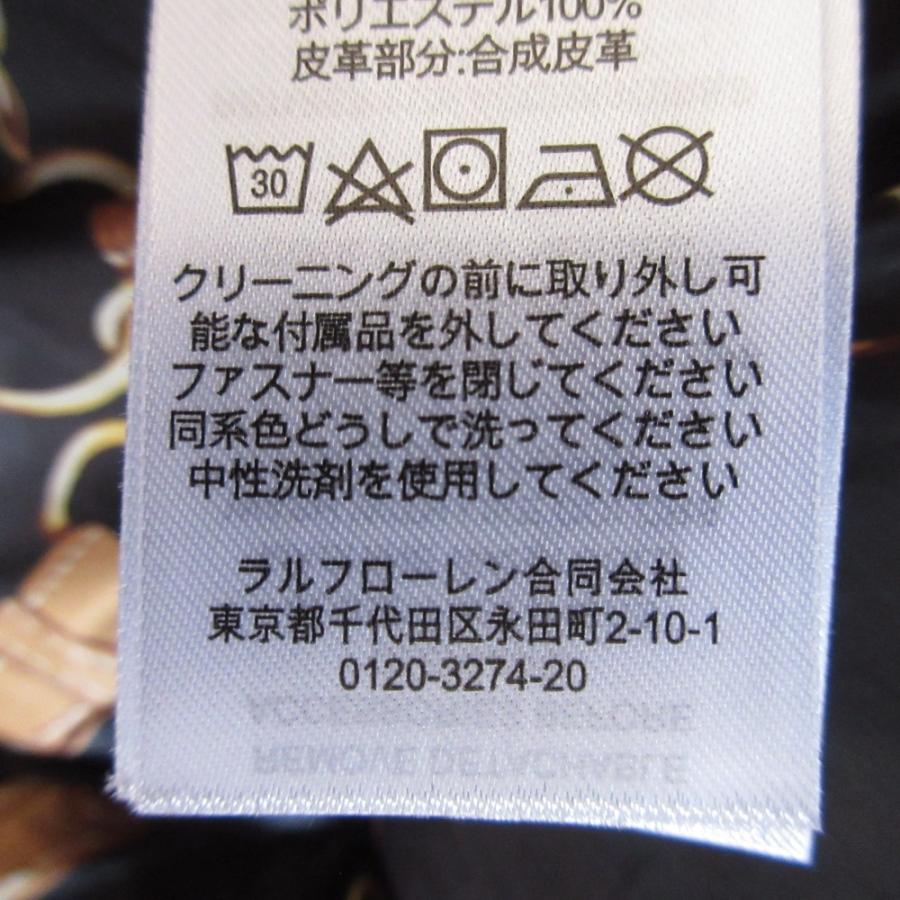 ポリエステル100%
皮革部分:合成皮革
30
クリーニングの前に取り外し可
能な付属品を外してください
ファスナー等を閉じてください
同系色どうしで洗ってください
中性洗剤を使用してください
ラルフローレン合同会社
東京都千代田区永田町2-10-1
0120-3274-20
REMOVE DETACHABLE